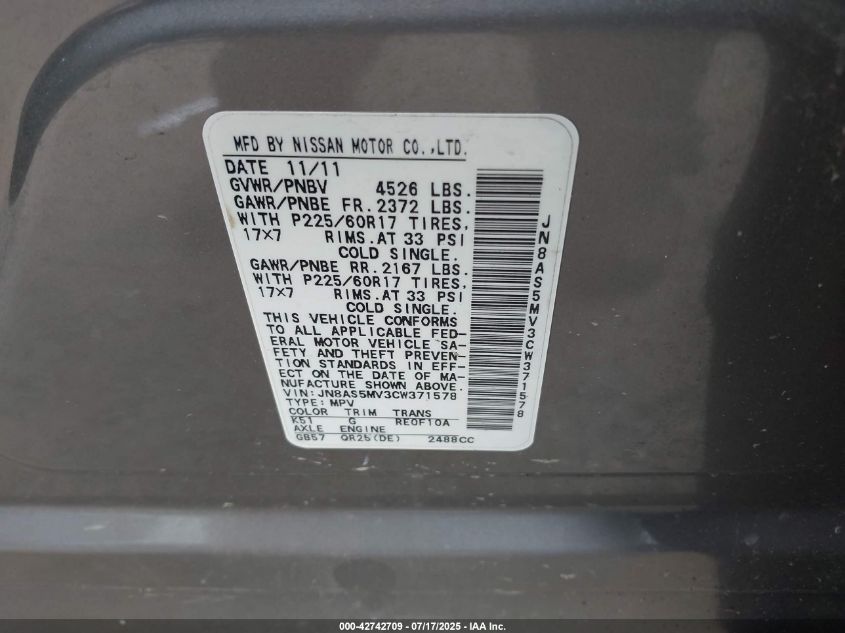 MFD BY NISSAN MOTOR CO.,LTD.
DATE 11/11
GVWR/PNBV 4526 LBS.
GAWR/PNBE FR. 2372 LBS.
WITH P225/60R17 TIRES,
17×7 RIMS.AT 33 PSI
COLD SINGLE.
GAWR/PNBE RR. 2167 LBS.
WITH P225/60R17 TIRES,
17×7 RIMS.AT 33 PSI
COLD SINGLE.
THIS VEHICLE CONFORMS
TO ALL APPLICABLE FED-
ERAL MOTOR VEHICLE SA-
FETY AND THEFT PREVEN-
TION STANDARDS IN EFF-
ECT ON THE DATE OF MA-
NUFACTURE SHOWN ABOVE.
VIN: JN8AS5MV3CW371578
TYPE: MPV
COLOR TRIM TRANS
K51 G RE0F10A
AXLE ENGINE
GB57 QR25(DE) 2488CC
JN8AS5MV3CW371578
000-42742709 - 07/17/2025 - IAA Inc.